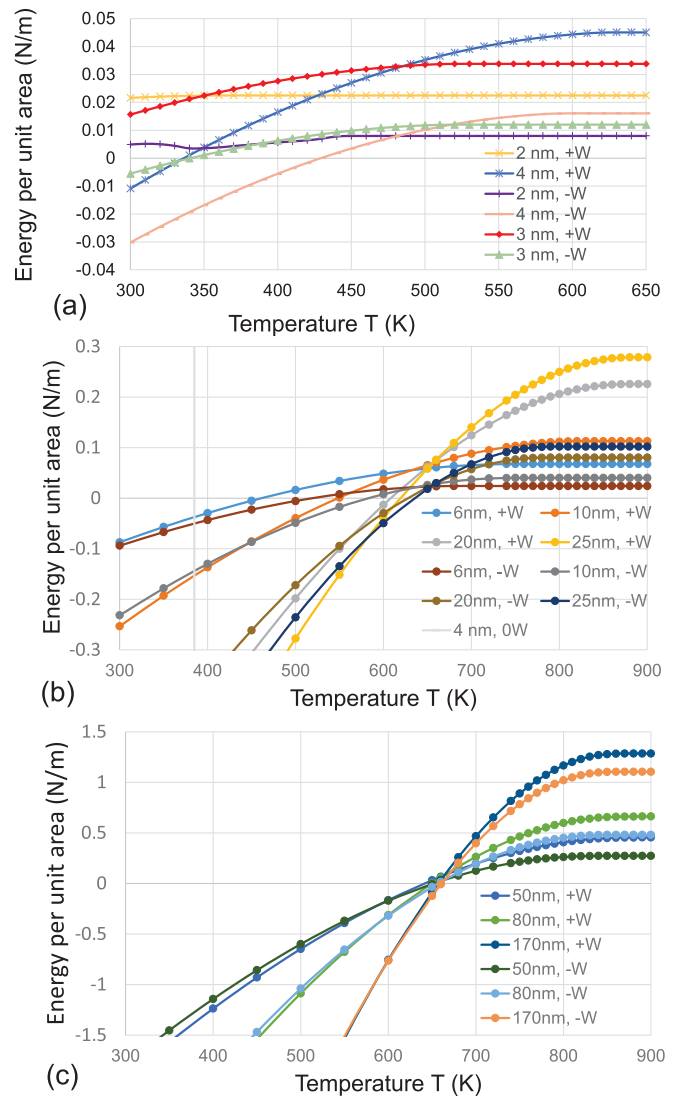 0.05
0.04
0.03
0.02
0.01
0
-0.01
-0.02
-0.03
-0.04
Energy per unit area (N/m)
2 nm, +W
4 nm, +W
2 nm, -W
4 nm, -W
3 nm, +W
3 nm, -W
300 350 400 450 500 550 600 650
(a)
Temperature T (K)
0.3
0.2
0.1
0
-0.1
-0.2
-0.3
Energy per unit area (N/m)
6nm, +W 10nm, +W
20nm, +W 25nm, +W
6nm, -W 10nm, -W
20nm, -W 25nm, -W
4 nm, 0W
300 400 500 600 700 800 900
(b)
Temperature T (K)
1.5
1
0.5
0
-0.5
-1
-1.5
Energy per unit area (N/m)
50nm, +W
80nm, +W
170nm, +W
50nm, -W
80nm, -W
170nm, -W
300 400 500 600 700 800 900
(c)
Temperature T (K)